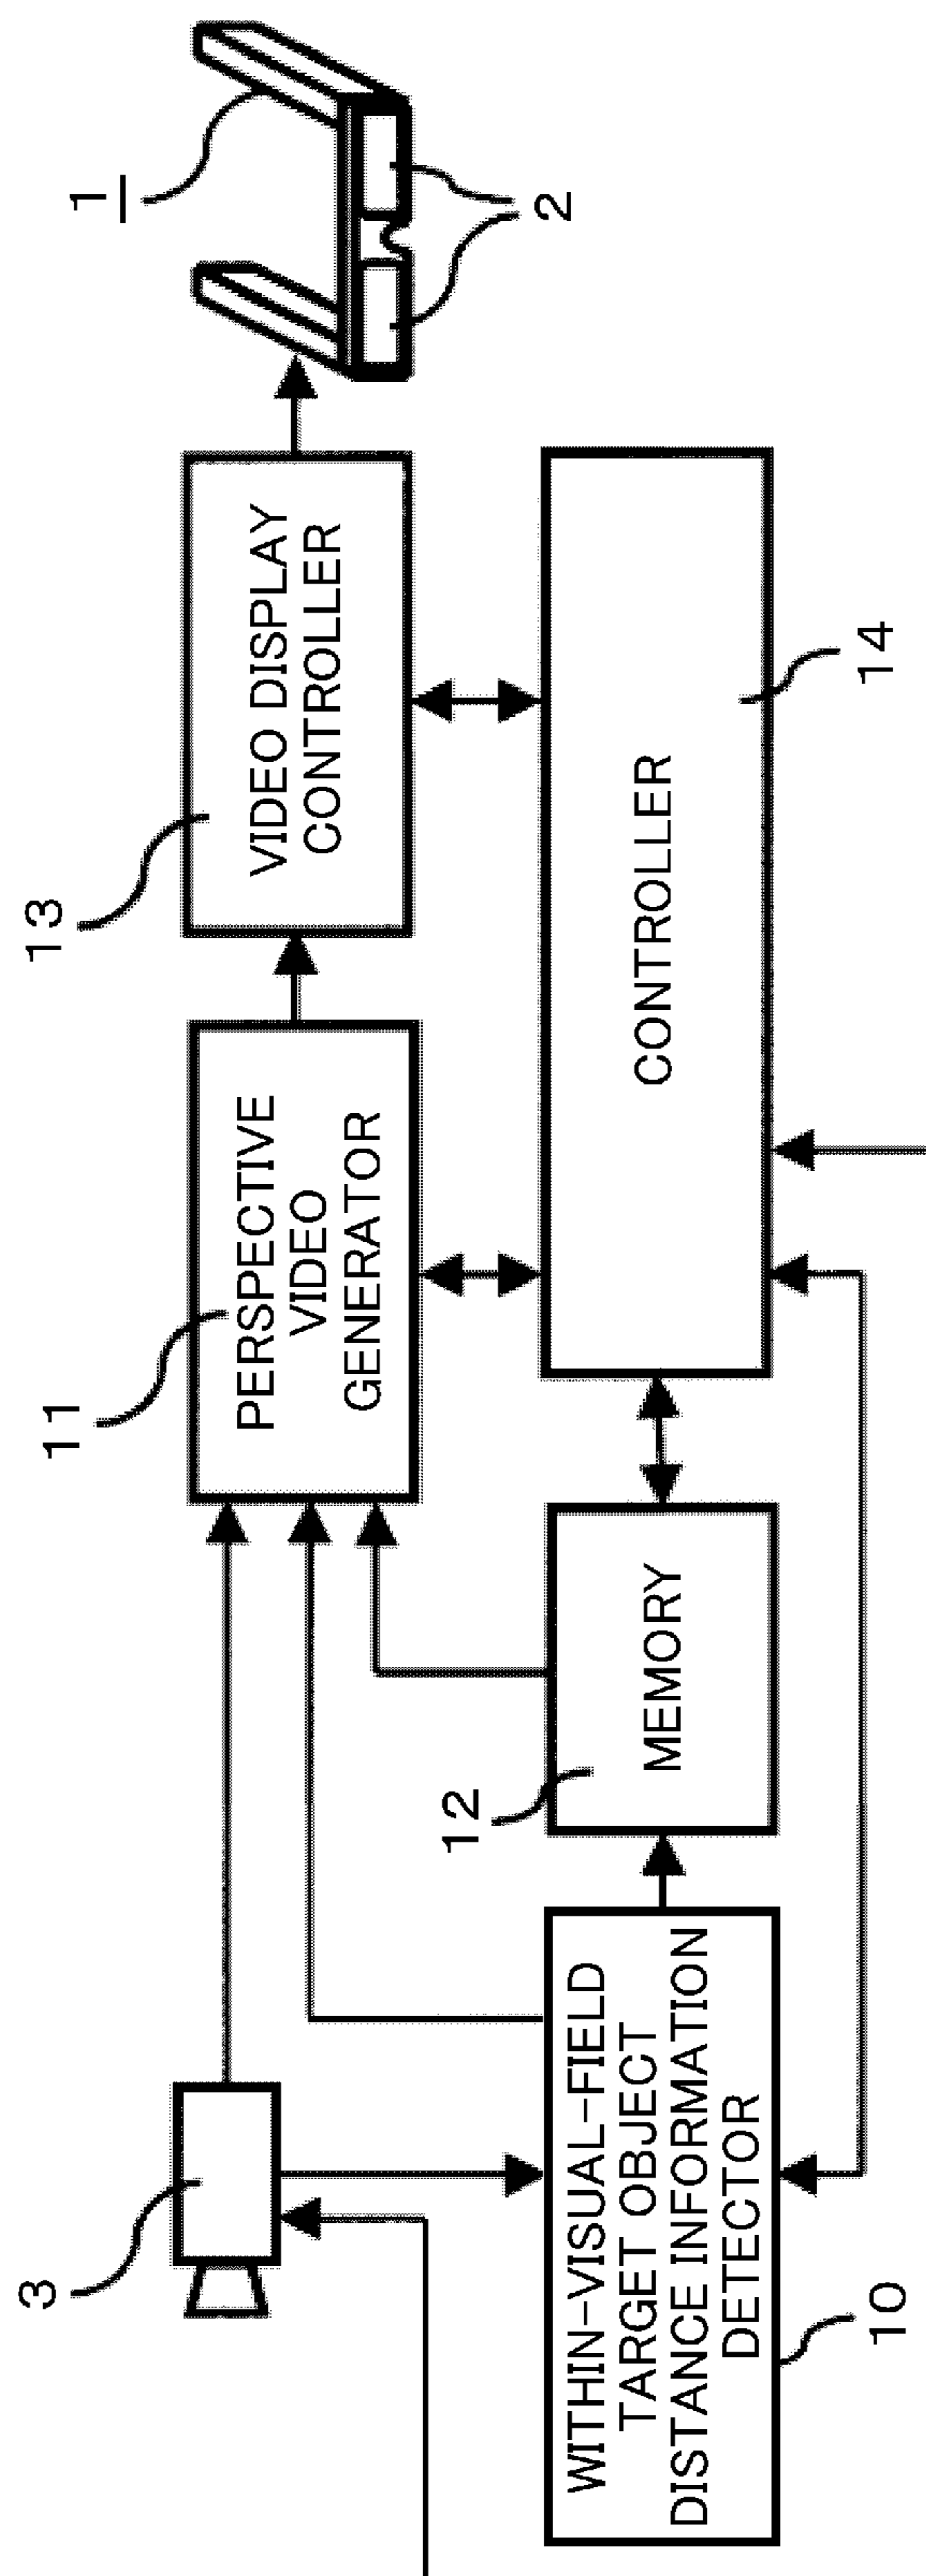 1
2
13
VIDEO DISPLAY
CONTROLLER
14
CONTROLLER
11
PERSPECTIVE
VIDEO
GENERATOR
12
MEMORY
3
WITHIN-VISUAL-FIELD
TARGET OBJECT
DISTANCE INFORMATION
DETECTOR
10